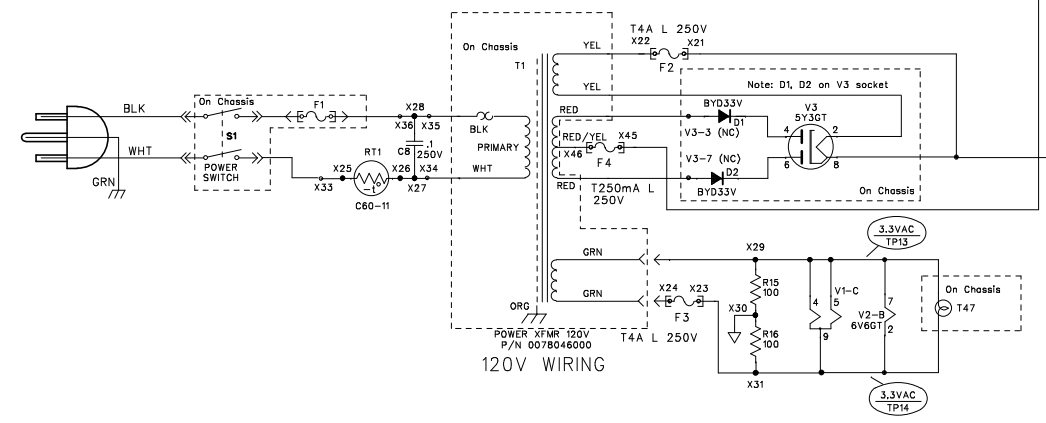 T4A L 250V
X22 X21
F2
YEL
YEL
On Chassis
T1
Note: D1, D2 on V3 socket
BYD33V
D1
V3-3 (NC)
V3
5Y3GT
4 2
6 8
V3-7 (NC)
D2
BYD33V
On Chassis
RED
RED/YEL
X46
X45
F4
RED
T250mA L
250V
BLK
On Chassis
F1
S1
POWER
SWITCH
WHT
GRN
X28
X36 X35
C8
.1
250V
BLK
PRIMARY
WHT
X25
X33
RT1
-t°
C60-11
X26 X34
X27
3.3VAC
TP13
GRN
GRN
X29
X24 X23
F3
T4A L 250V
R15
100
X30
R16
100
X31
V1-C
4 5
9
V2-B
6V6GT
7
2
On Chassis
T47
3.3VAC
TP14
ORG
POWER XFMR 120V
P/N 0078046000
120V WIRING